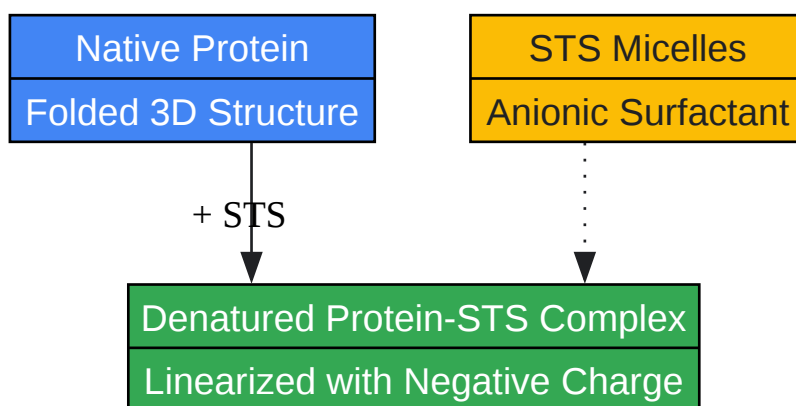 Native Protein
Folded 3D Structure
STS Micelles
Anionic Surfactant
+ STS
Denatured Protein-STS Complex
Linearized with Negative Charge